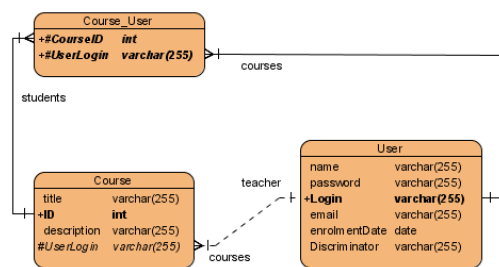 Course_User
+#CourseID int
+#UserLogin varchar(255)
courses
students
Course
title varchar(255)
+ID int
description varchar(255)
#UserLogin varchar(255)
teacher
courses
User
name varchar(255)
password varchar(255)
+Login varchar(255)
email varchar(255)
enrolmentDate date
Discriminator varchar(255)